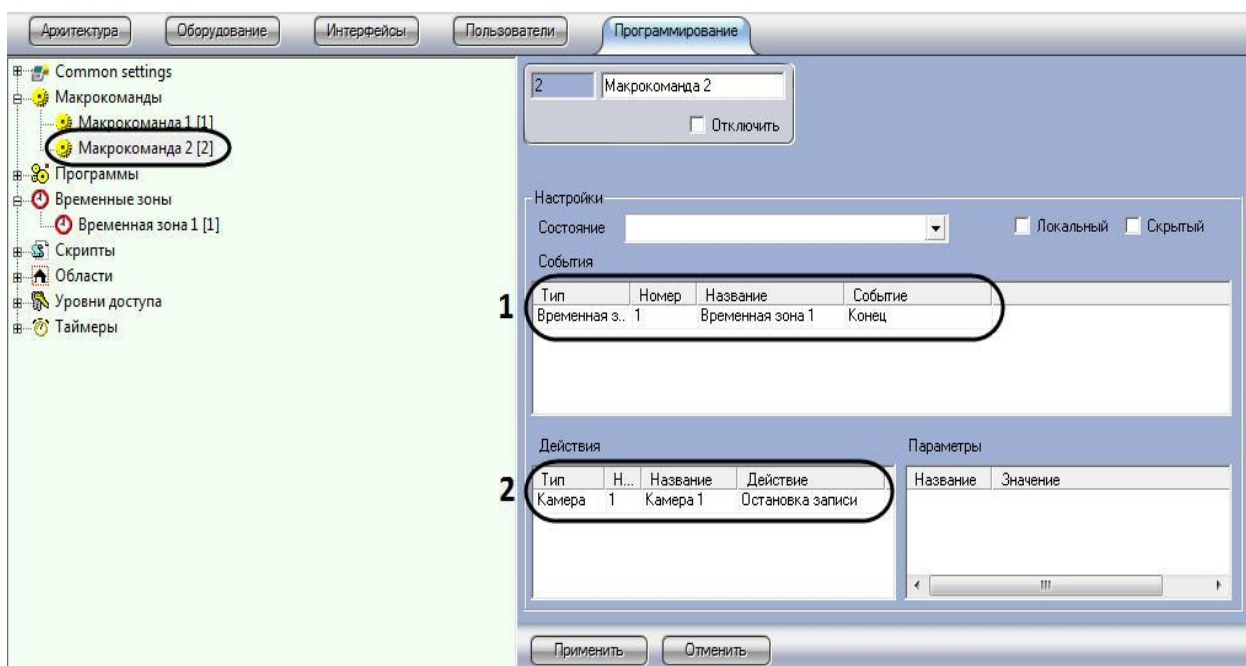 Архитектура Оборудование Интерфейсы Пользователи Программирование
Common settings
Макрокоманды
Макрокоманда 1 [1]
Макрокоманда 2 [2]
Программы
Временные зоны
Временная зона 1 [1]
Скрипты
Области
Уровни доступа
Таймеры
2 Макрокоманда 2
Отключить
Настройки
Состояние Локальный Скрытый
События
1
Тип Номер Название Событие
Временная з.. 1 Временная зона 1 Конец
Действия Параметры
2
Тип Н... Название Действие Название Значение
Камера 1 Камера 1 Остановка записи
Применить Отменить